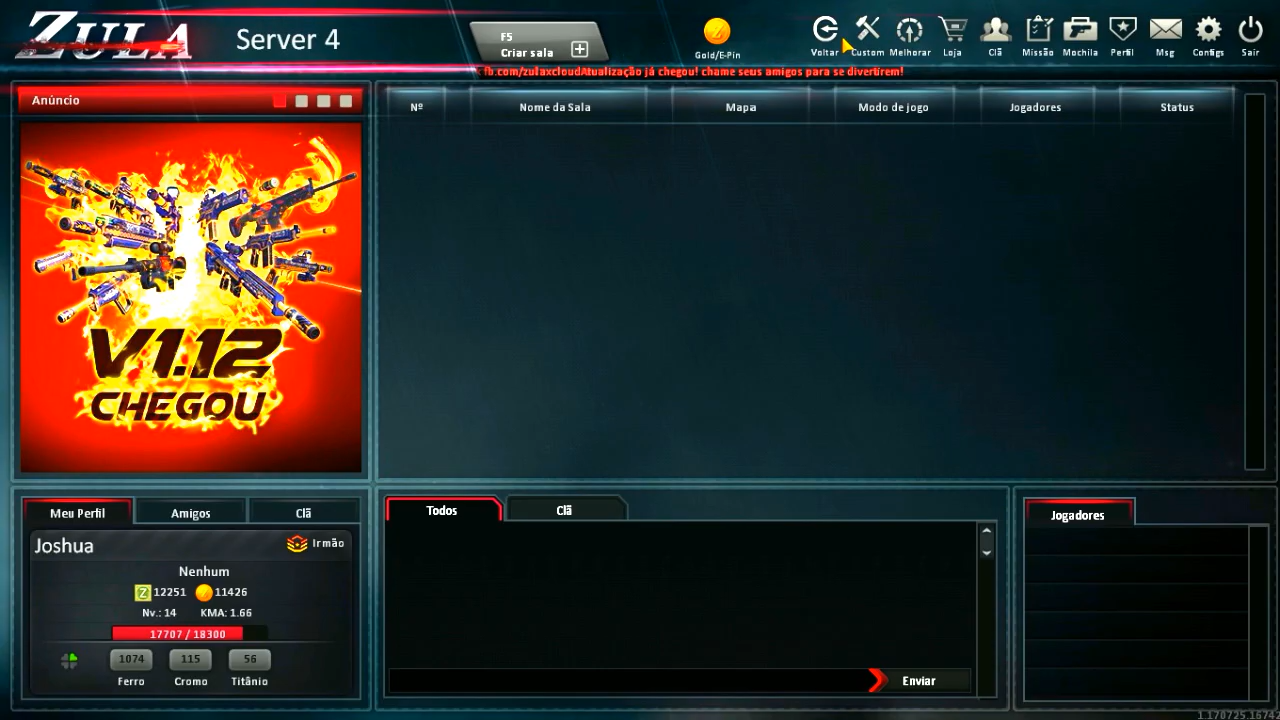 ZULA
Server 4
F5
Criar sala
Gold/E-Pin
Voltar
Custom
Melhorar
Loja
Clã
Missão
Mochila
Perfil
Msg
Configs
Sair
fb.com/zulaxcloudAtualização já chegou! chame seus amigos para se divertirem!
Anúncio
Nº
Nome da Sala
Mapa
Modo de jogo
Jogadores
Status
V1.12
CHEGOU
Meu Perfil
Amigos
Clã
Joshua
Irmão
Nenhum
12251
11426
Nv.: 14
KMA: 1.66
17707 / 18300
1074
115
56
Ferro
Cromo
Titânio
Todos
Clã
Enviar
Jogadores